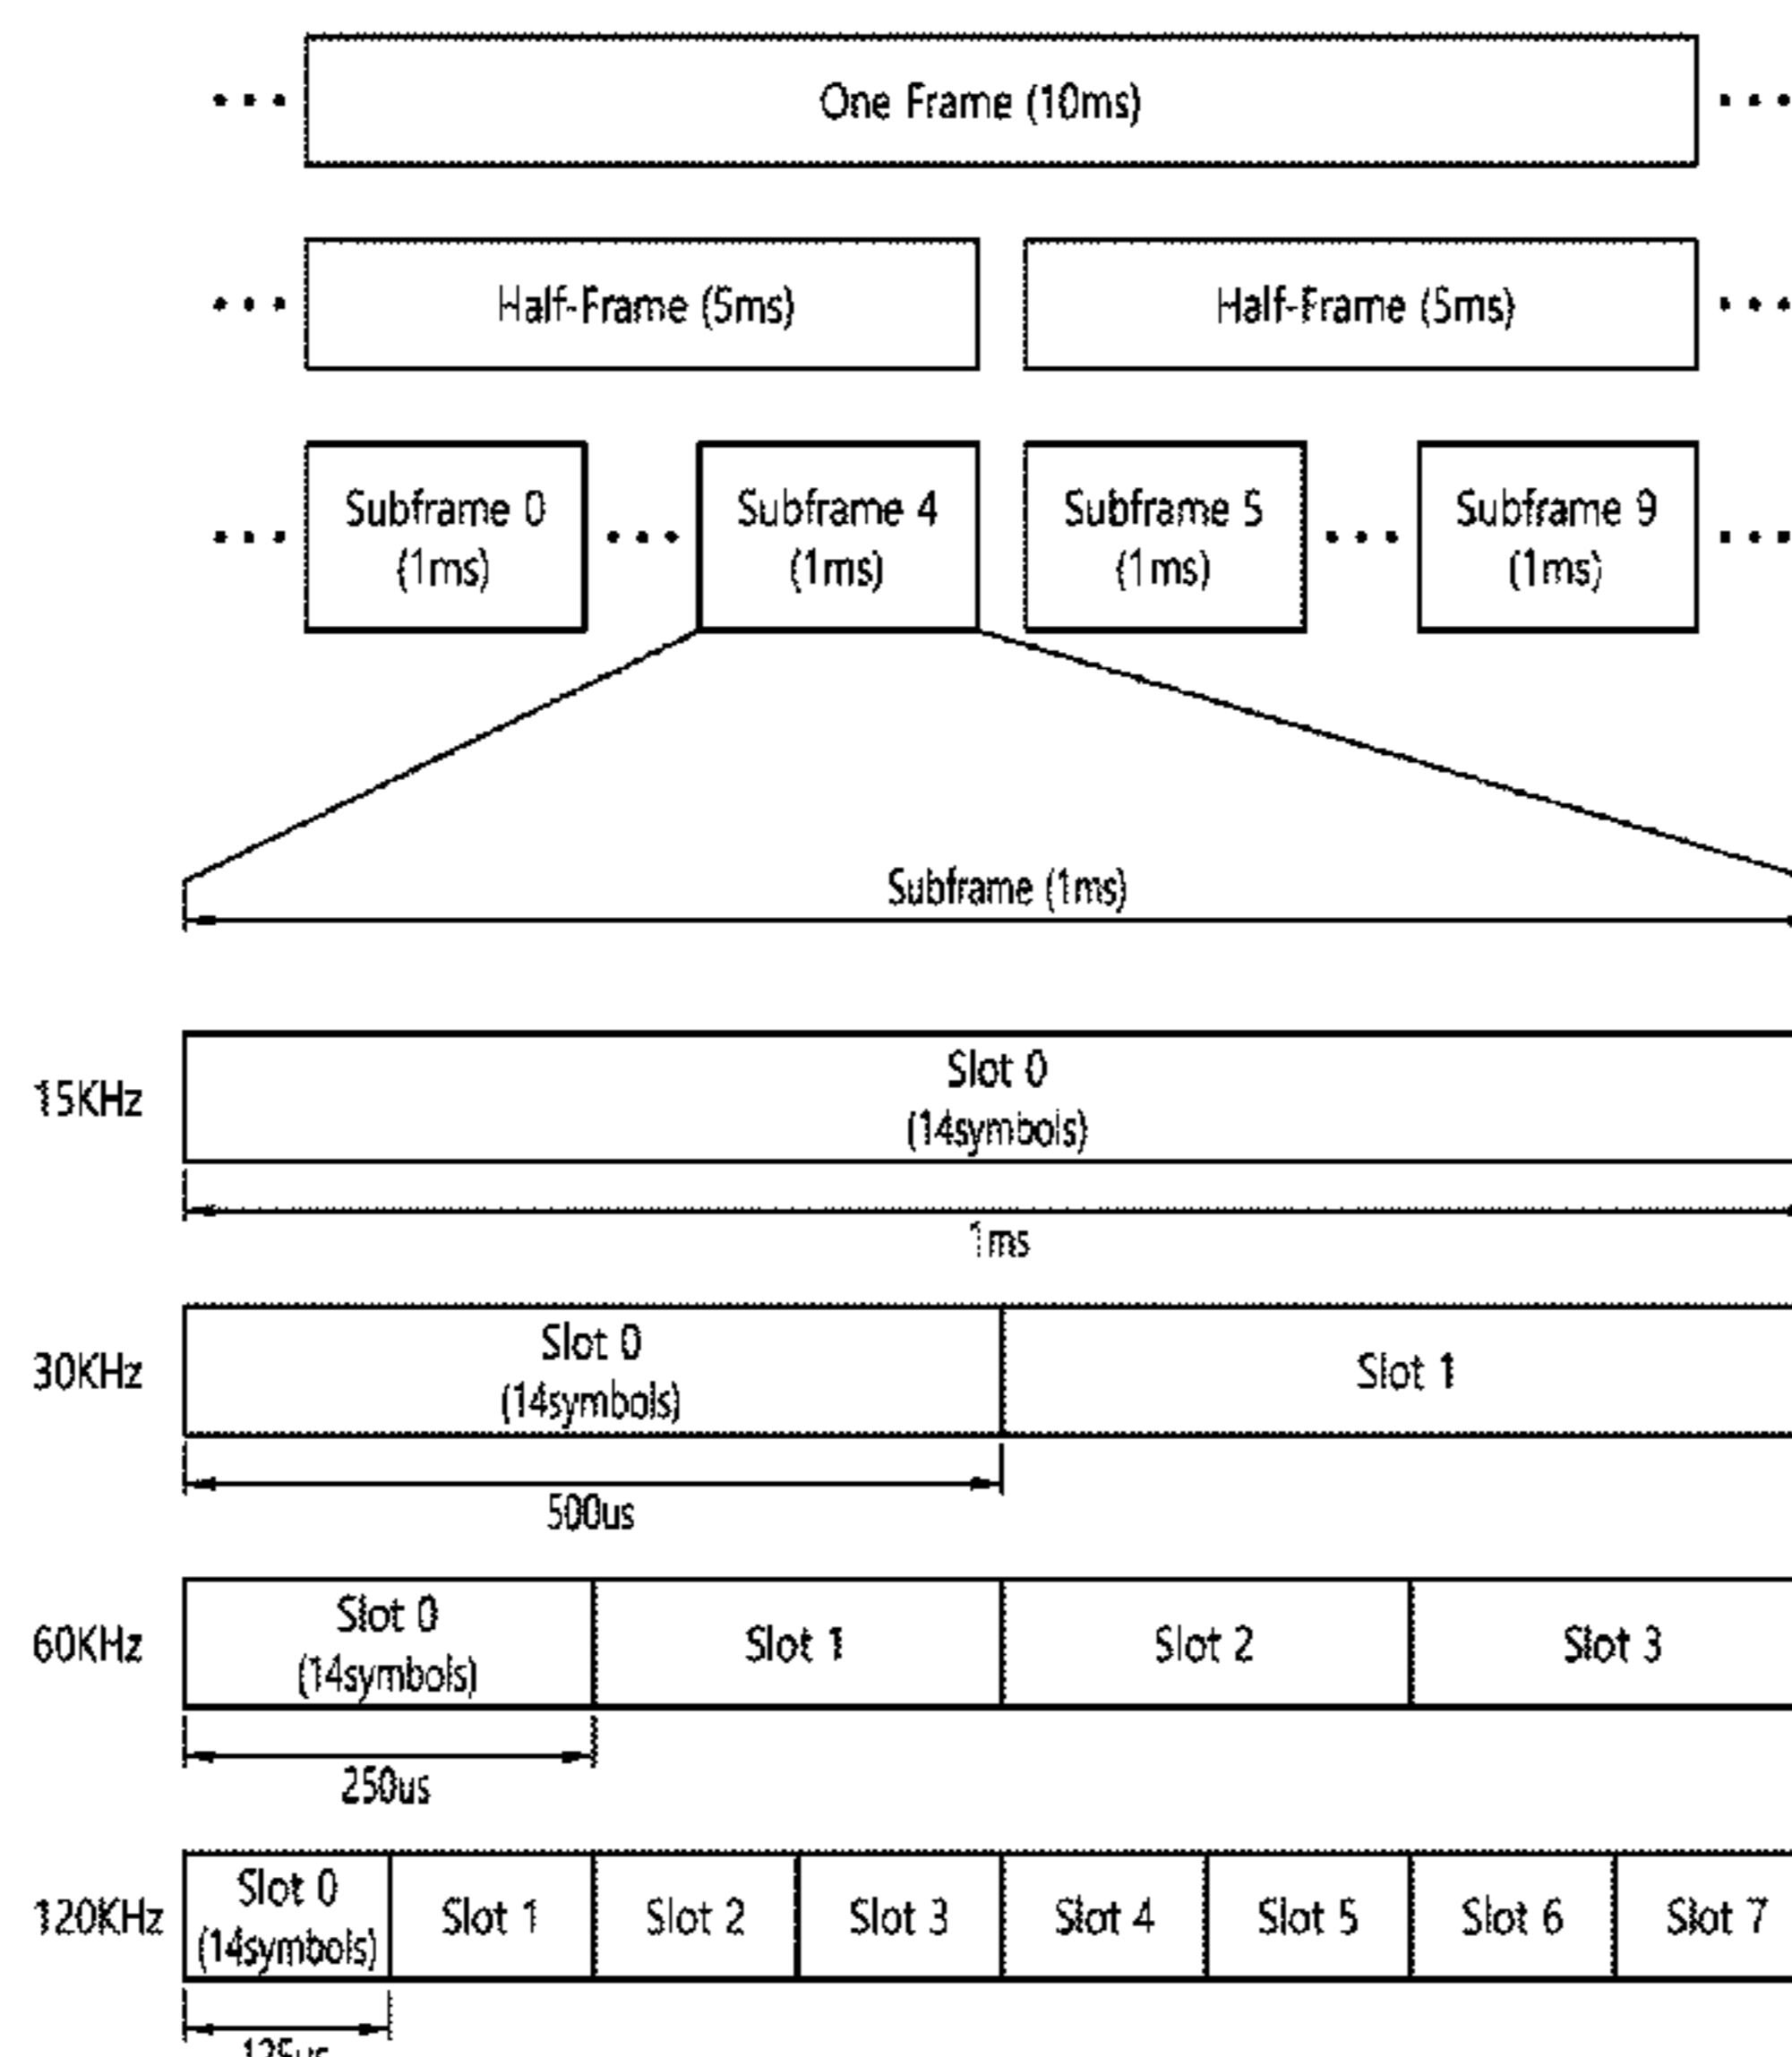 One Frame (10ms)
Half-Frame (5ms) Half-Frame (5ms)
Subframe 0 Subframe 4 Subframe 5 Subframe 9
(1ms) (1ms) (1ms) (1ms)
Subframe (1ms)
15KHz
Slot 0
(14symbols)
1ms
30KHz
Slot 0
(14symbols)
Slot 1
500us
60KHz
Slot 0
(14symbols)
Slot 1
Slot 2
Slot 3
250us
120KHz
Slot 0
(14symbols)
Slot 1
Slot 2
Slot 3
Slot 4
Slot 5
Slot 6
Slot 7
125us